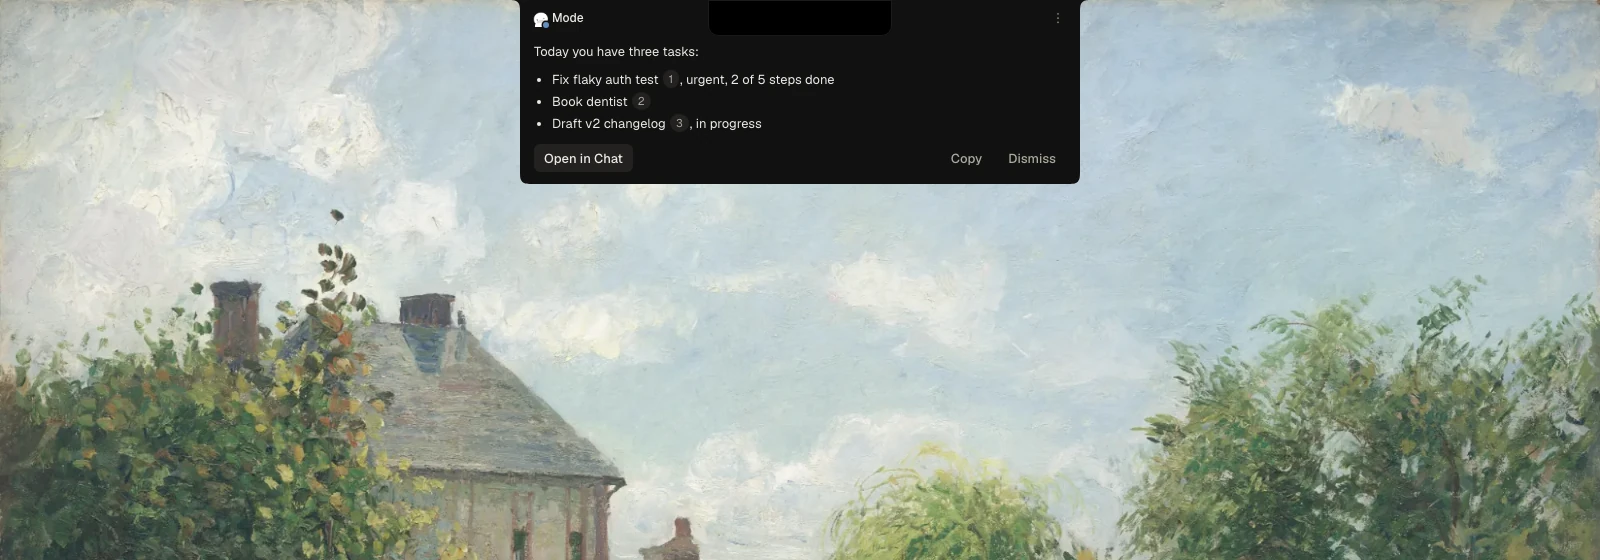 Mode
Today you have three tasks:
• Fix flaky auth test 1, urgent, 2 of 5 steps done
• Book dentist 2
• Draft v2 changelog 3, in progress
Open in Chat Copy Dismiss